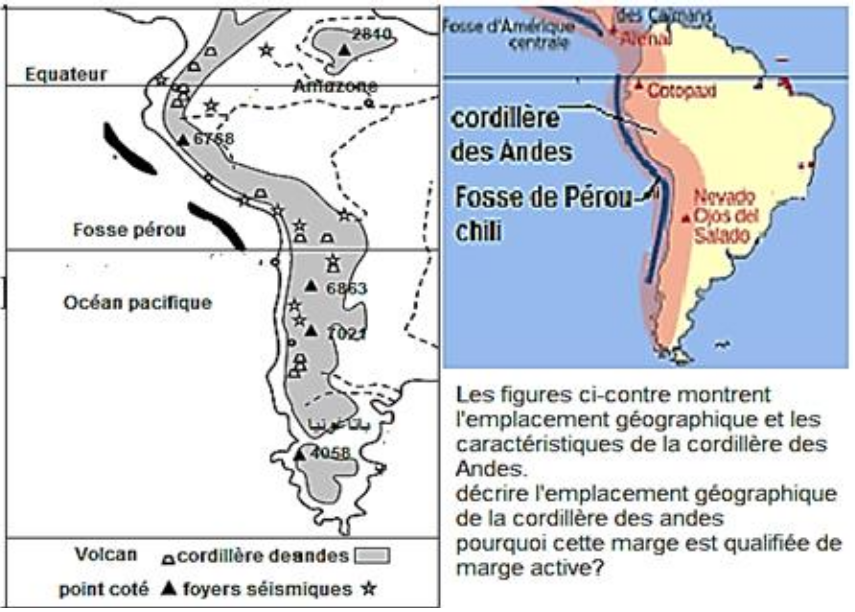 2840
Equateur
Amazone
6768
Fosse pérou
Océan pacifique
6863
7021
باتاغونيا
4058
Volcan
cordillère deandes
point coté
foyers séismiques
des Caïmans
Fosse d'Amérique
centrale
Arenal
Cotopaxi
cordillère
des Andes
Fosse de Pérou
chili
Nevado
Ojos del
Salado
Les figures ci-contre montrent
l'emplacement géographique et les
caractéristiques de la cordillère des
Andes.
décrire l'emplacement géographique
de la cordillère des andes
pourquoi cette marge est qualifiée de
marge active?